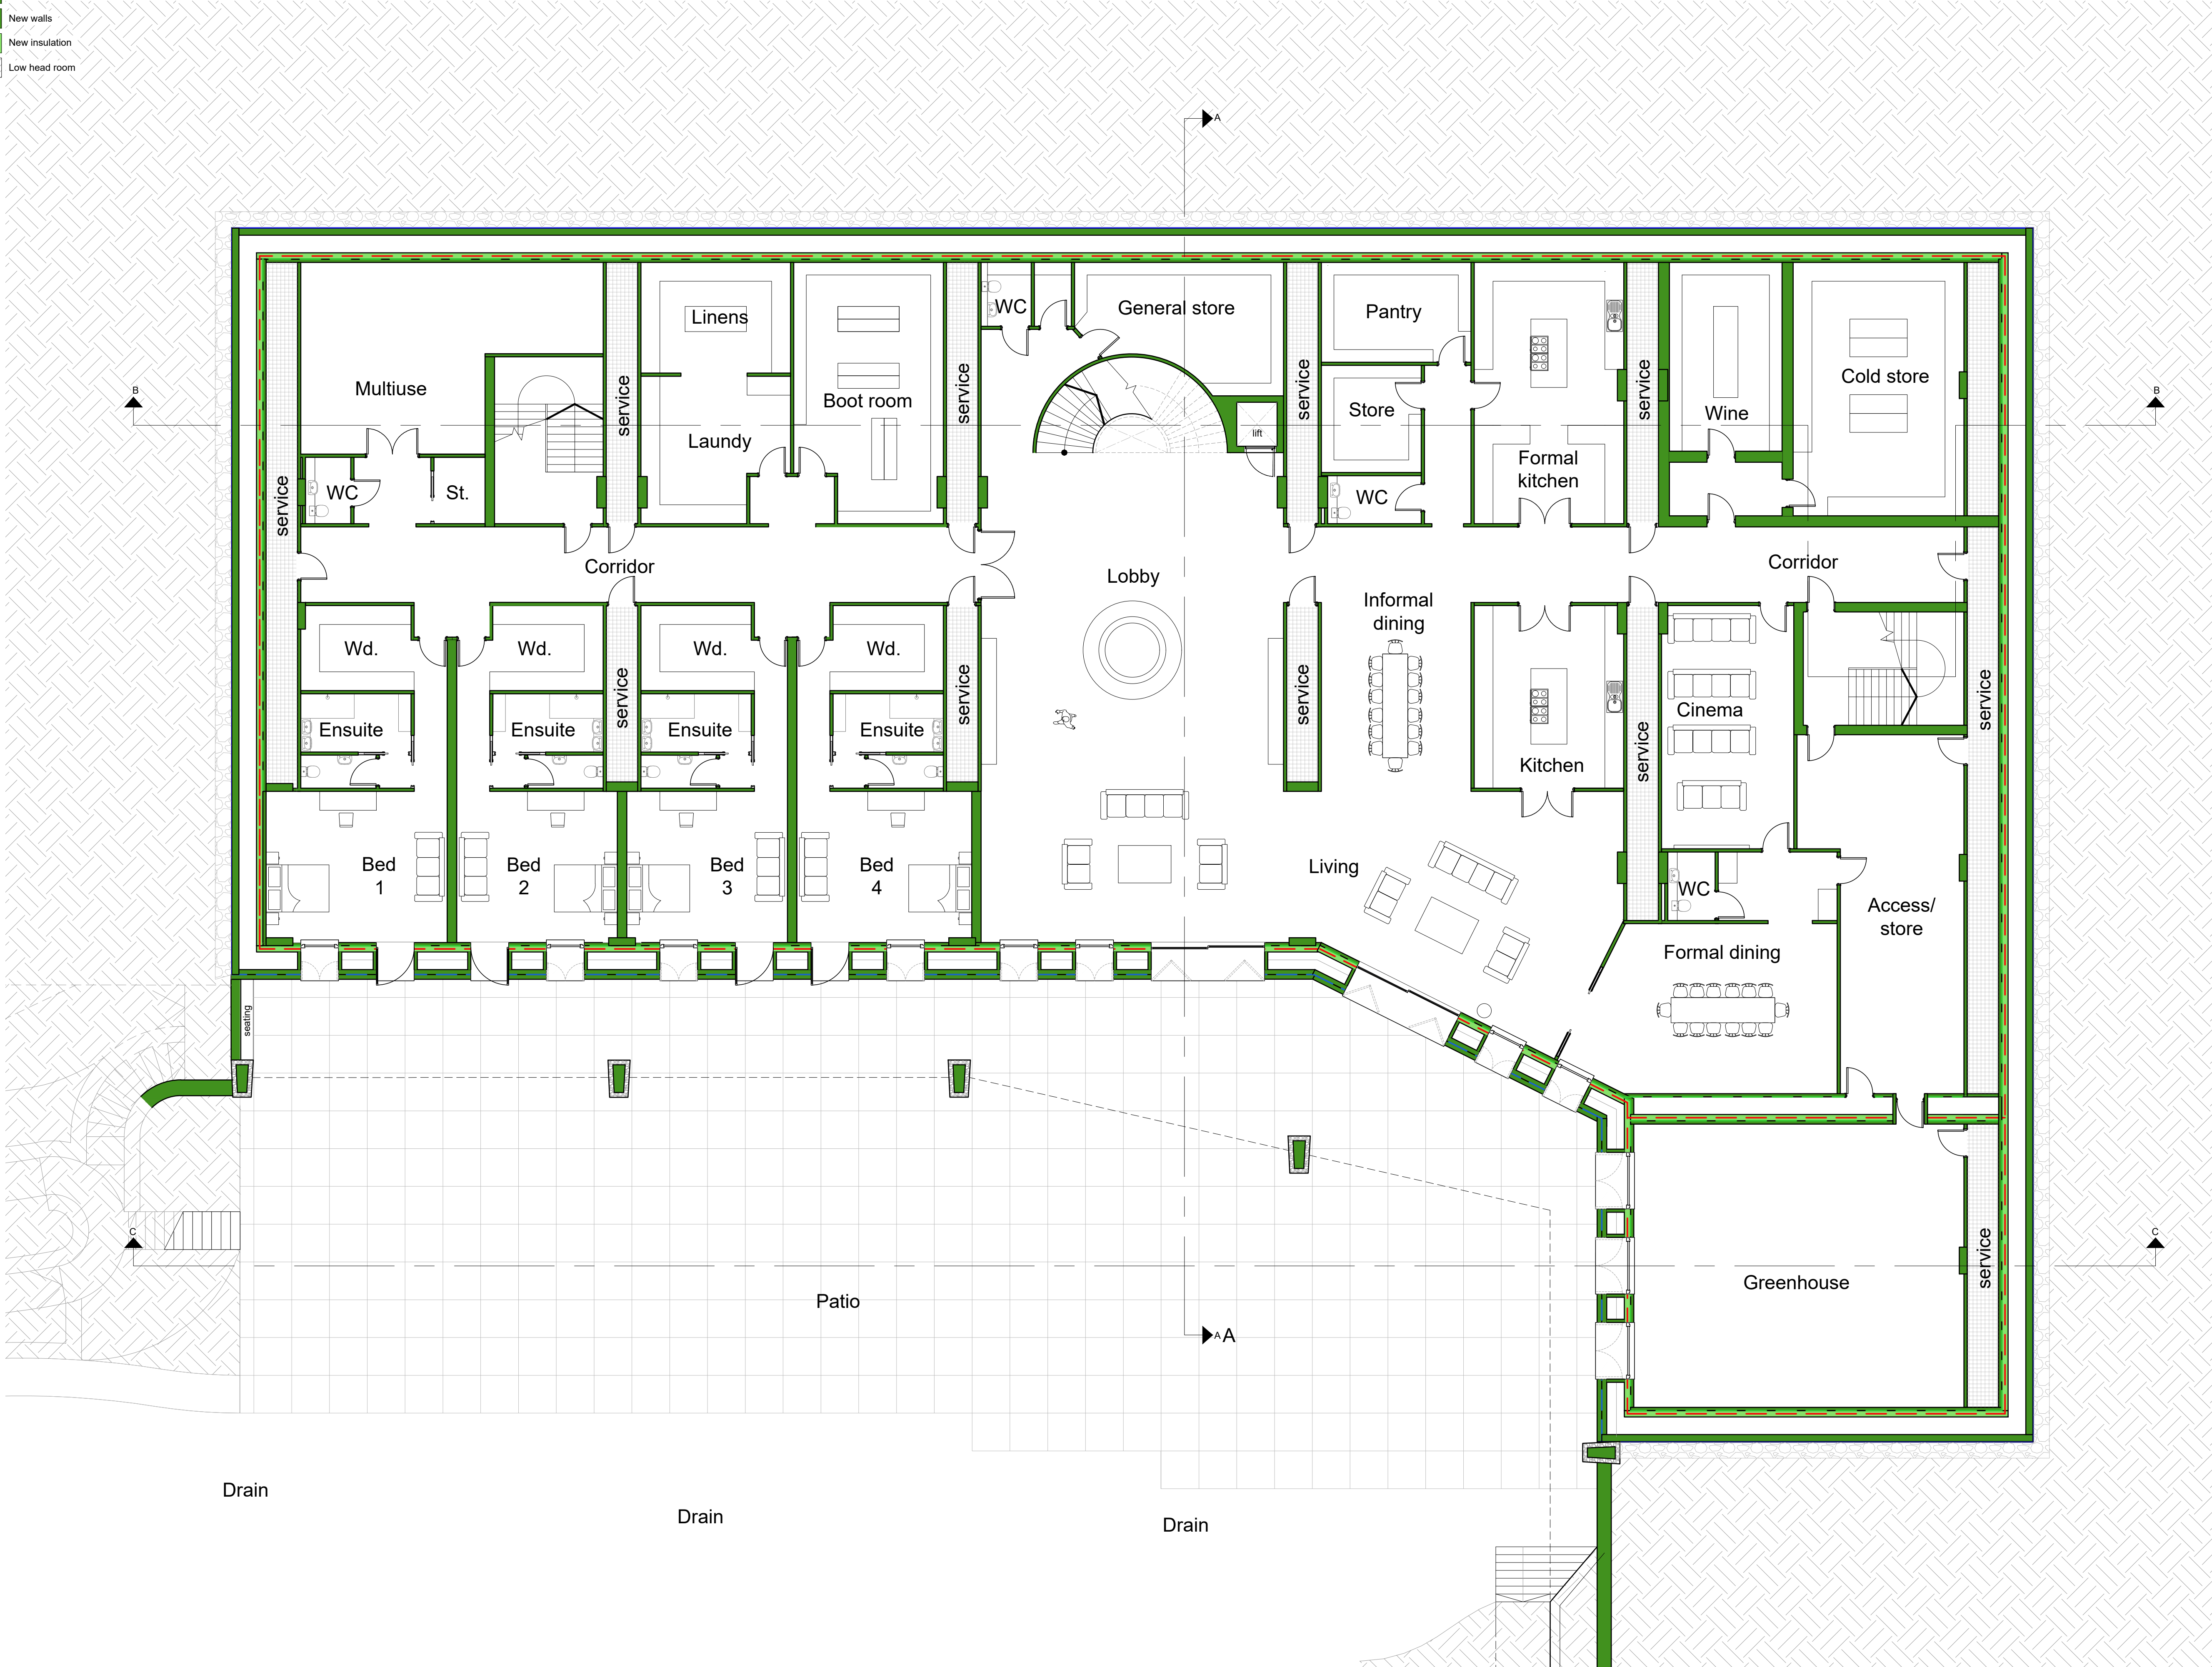 New walls
New insulation
Low head room
A
WC
General store
Pantry
Linens
service
service
service
service
Multiuse
Boot room
Cold store
B
B
Store
Wine
lift
Laundy
Formal
kitchen
service
WC
St.
WC
Corridor
Lobby
Corridor
Informal
dining
Wd.
Wd.
Wd.
Wd.
service
service
service
service
service
Cinema
Ensuite
Ensuite
Ensuite
Ensuite
Kitchen
Bed
1
Bed
2
Bed
3
Bed
4
Living
WC
Access/
store
Formal dining
seating
C
C
service
Greenhouse
Patio
A
A
Drain
Drain
Drain